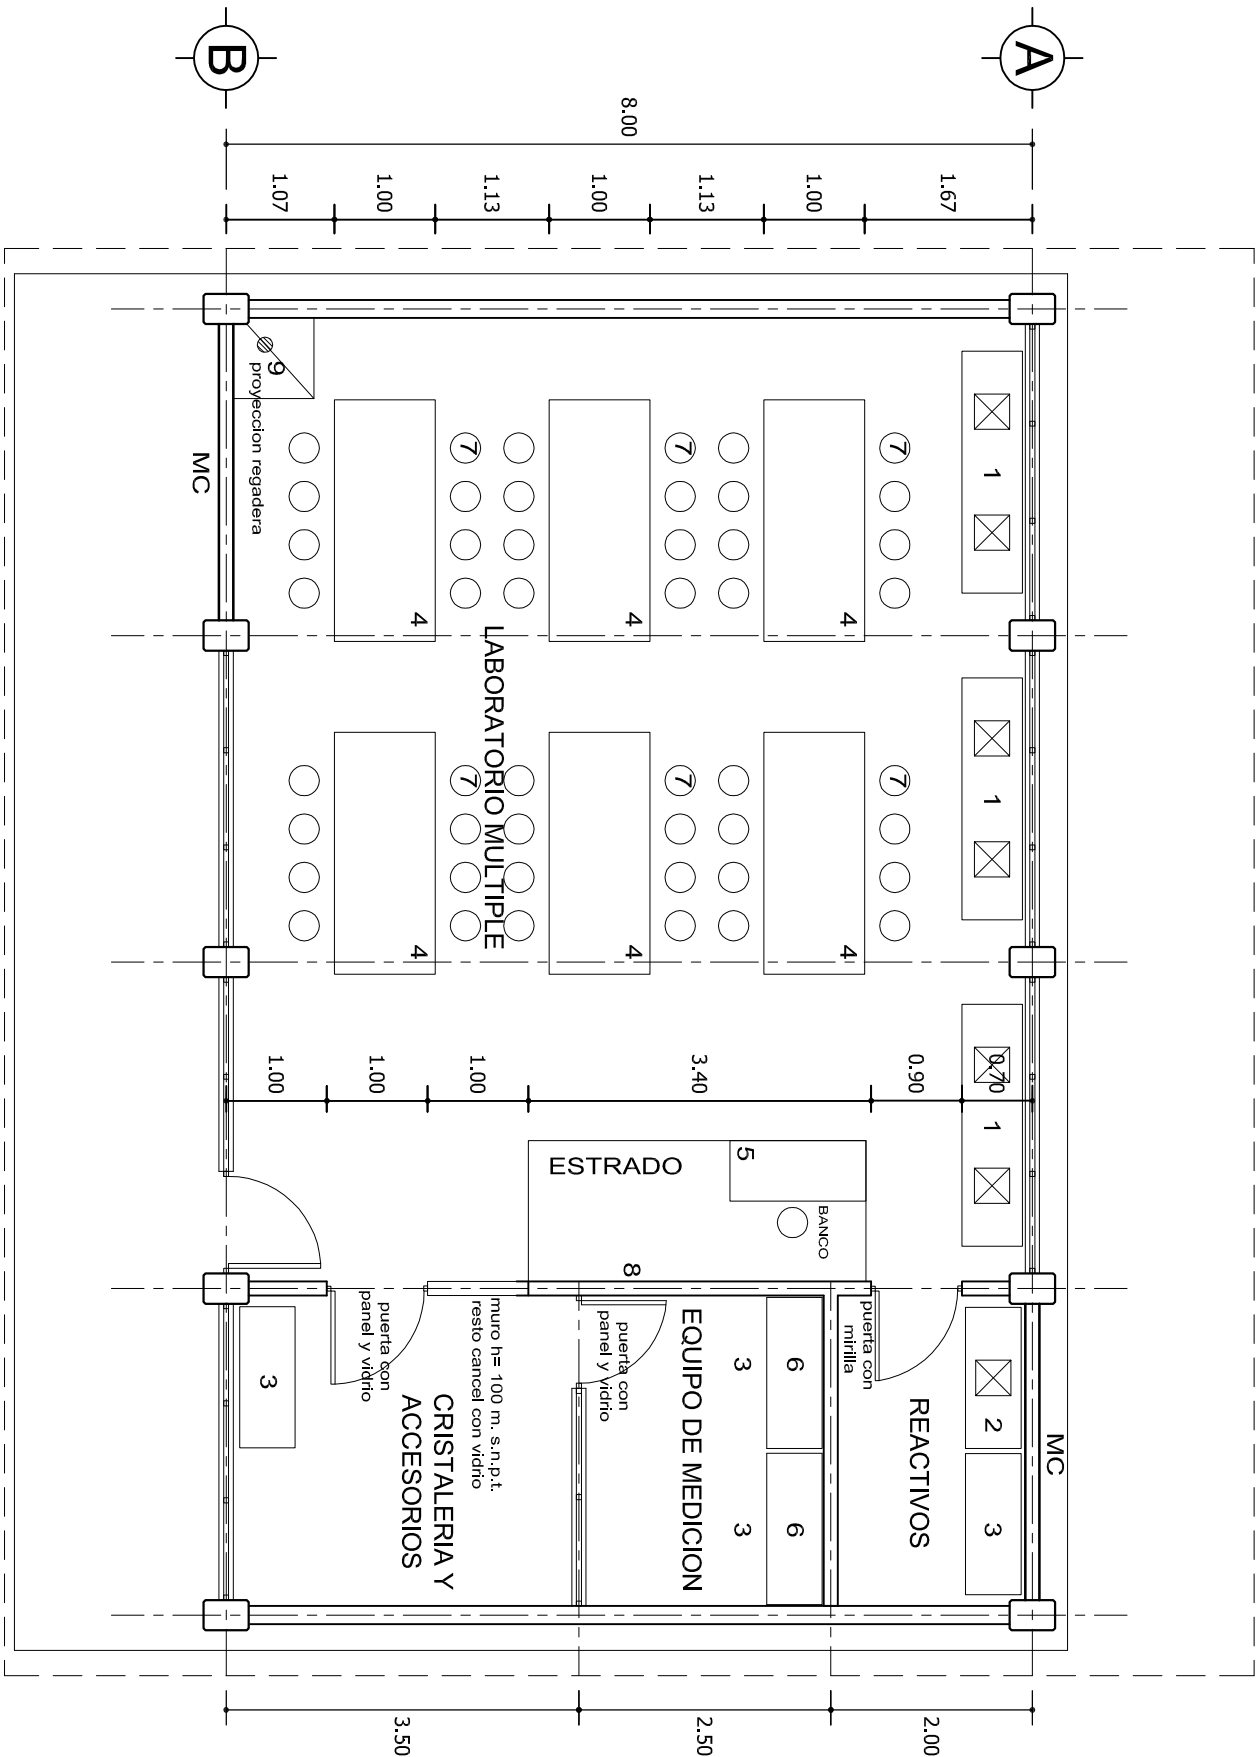 B
A
8.00
1.07
1.00
1.13
1.00
1.13
1.00
1.67
9
proyeccion regadera
MC
7
7
7
1
4
4
4
LABORATORIO MULTIPLE
7
7
7
1
4
4
4
1.00
1.00
1.00
3.40
0.90
0.70
1
ESTRADO
5
BANCO
8
3
puerta con
panel y vidrio
muro h= 100 m. s.n.p.t.
resto cancel con vidrio
CRISTALERIA Y
ACCESORIOS
puerta con
panel y vidrio
EQUIPO DE MEDICION
3
6
3
6
puerta con
mirilla
REACTIVOS
2
3
MC
3.50
2.50
2.00